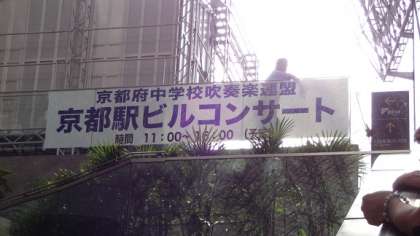 京都府中学校吹奏楽連盟
京都駅ビルコンサート
時間 11:00~16:00